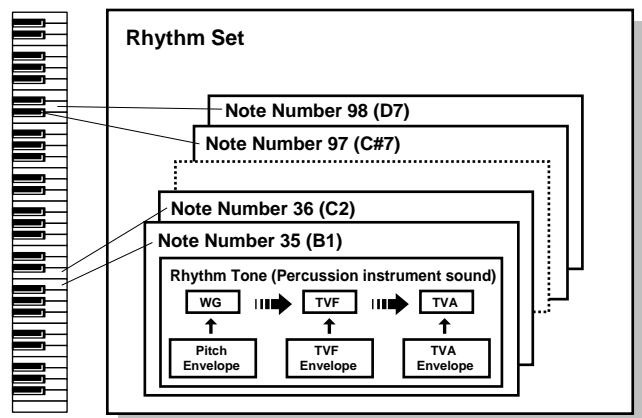 Rhythm Set
Note Number 98 (D7)
Note Number 97 (C#7)
Note Number 36 (C2)
Note Number 35 (B1)
Rhythm Tone (Percussion instrument sound)
WG
TVF
TVA
Pitch
Envelope
TVF
Envelope
TVA
Envelope